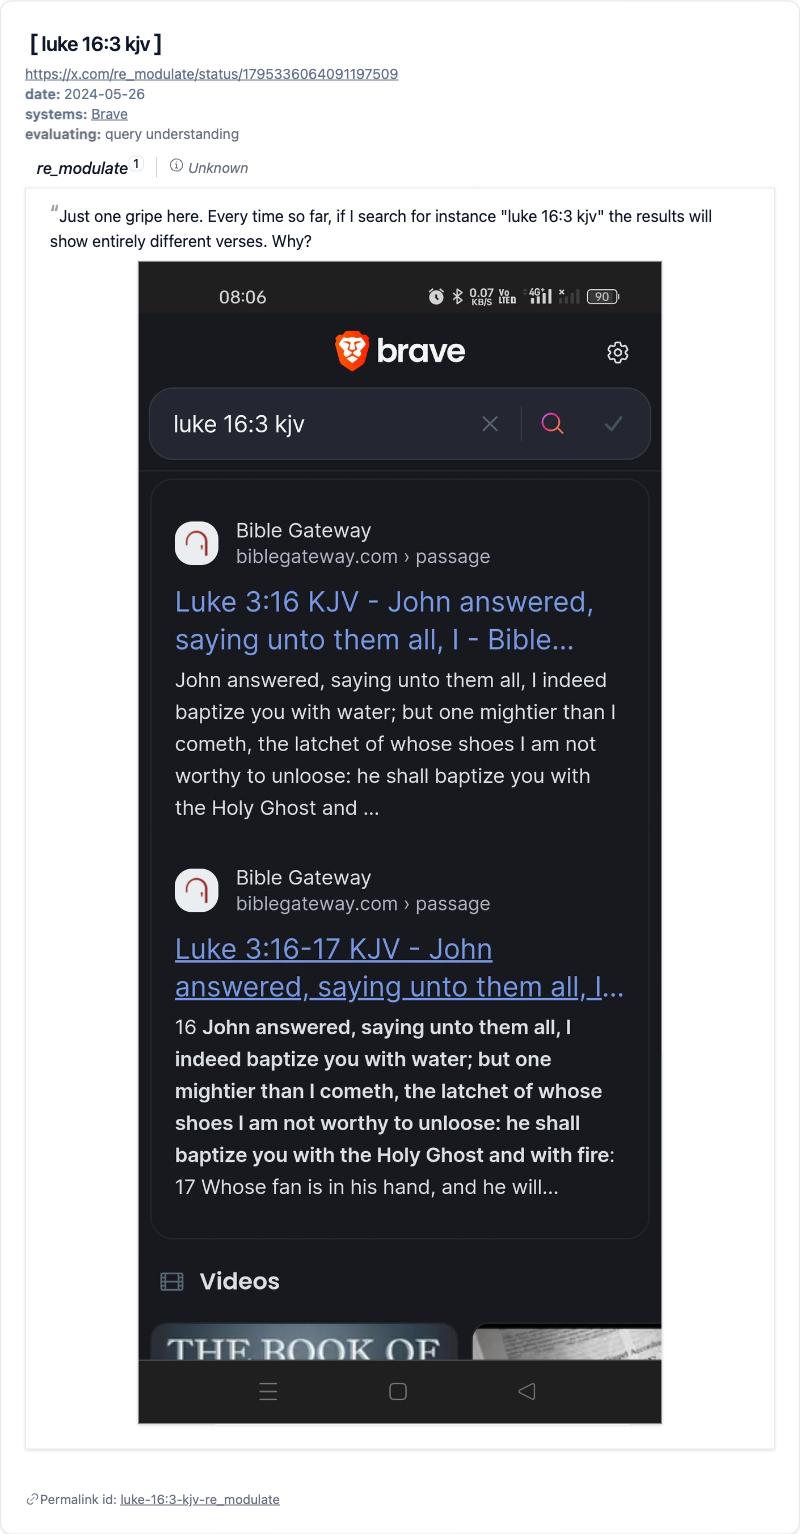 [luke 16:3 kjv]
https://x.com/re_modulate/status/1795336064091197509
date: 2024-05-26
systems: Brave
evaluating: query understanding
re_modulate 1
Unknown
“Just one gripe here. Every time so far, if I search for instance "luke 16:3 kjv" the results will
show entirely different verses. Why?
08:06
0.07 KB/S Vo LTED 4G+ 90
brave
luke 16:3 kjv
Bible Gateway
biblegateway.com › passage
Luke 3:16 KJV - John answered,
saying unto them all, I - Bible...
John answered, saying unto them all, I indeed
baptize you with water; but one mightier than I
cometh, the latchet of whose shoes I am not
worthy to unloose: he shall baptize you with
the Holy Ghost and ...
Bible Gateway
biblegateway.com › passage
Luke 3:16-17 KJV - John
answered, saying unto them all, I...
16 John answered, saying unto them all, I
indeed baptize you with water; but one
mightier than I cometh, the latchet of whose
shoes I am not worthy to unloose: he shall
baptize you with the Holy Ghost and with fire:
17 Whose fan is in his hand, and he will...
Videos
THE BOOK OF
Permalink id: luke-16:3-kjv-re_modulate